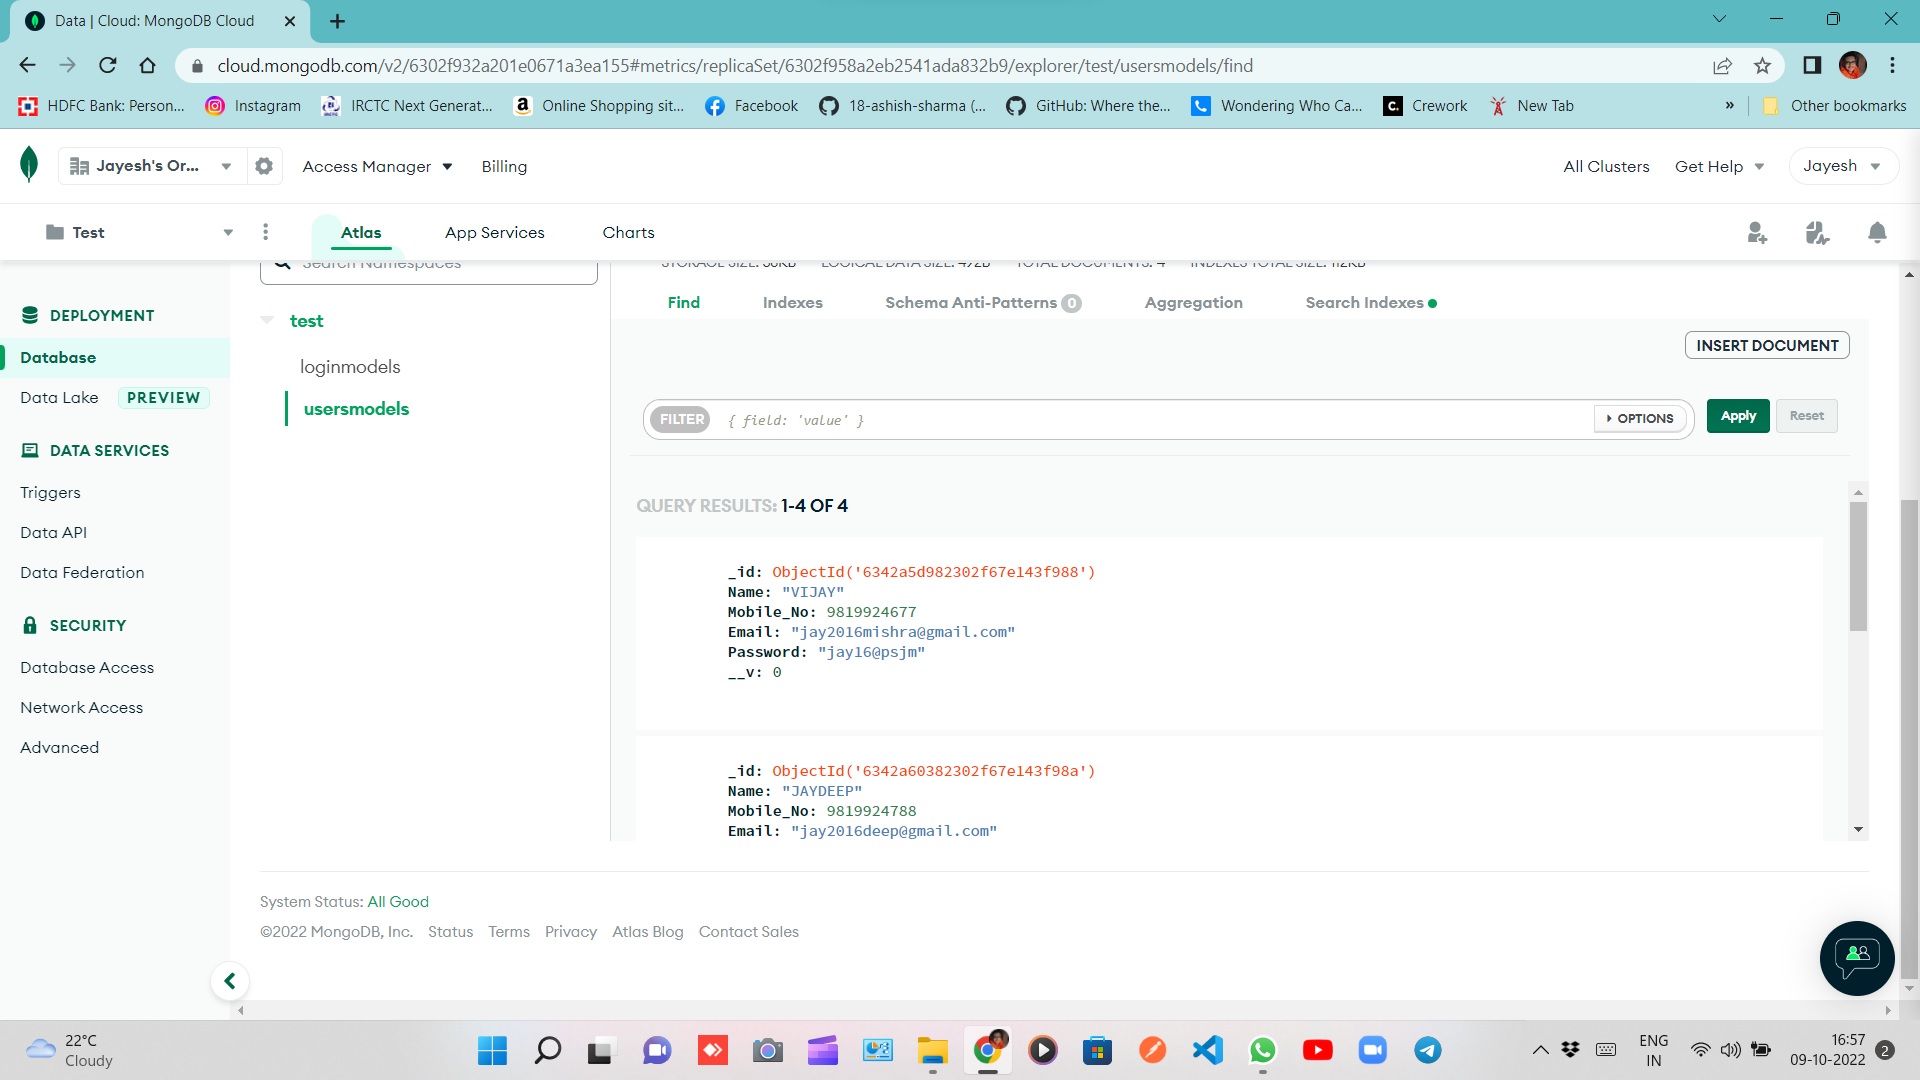 Data | Cloud: MongoDB Cloud
cloud.mongodb.com/v2/6302f932a201e0671a3ea155#metrics/replicaSet/6302f958a2eb2541ada832b9/explorer/test/usersmodels/find
HDFC Bank: Person... Instagram IRCTC Next Generat... Online Shopping sit... Facebook 18-ashish-sharma (... GitHub: Where the... Wondering Who Ca... Crework New Tab » Other bookmarks
Jayesh's Or... Access Manager Billing All Clusters Get Help Jayesh
Test Atlas App Services Charts
Search Namespaces STORAGE SIZE: 36KB LOGICAL DATA SIZE: 492B TOTAL DOCUMENTS: 4 INDEXES TOTAL SIZE: 112KB
Find Indexes Schema Anti-Patterns 0 Aggregation Search Indexes
DEPLOYMENT
Database
Data Lake PREVIEW
DATA SERVICES
Triggers
Data API
Data Federation
SECURITY
Database Access
Network Access
Advanced
test
loginmodels
usersmodels
INSERT DOCUMENT
FILTER { field: 'value' } OPTIONS Apply Reset
QUERY RESULTS: 1-4 OF 4
_id: ObjectId('6342a5d982302f67e143f988')
Name: "VIJAY"
Mobile_No: 9819924677
Email: "jay2016mishra@gmail.com"
Password: "jay16@psjm"
__v: 0
_id: ObjectId('6342a60382302f67e143f98a')
Name: "JAYDEEP"
Mobile_No: 9819924788
Email: "jay2016deep@gmail.com"
System Status: All Good
©2022 MongoDB, Inc. Status Terms Privacy Atlas Blog Contact Sales
22°C
Cloudy
ENG
IN
16:57
09-10-2022
2